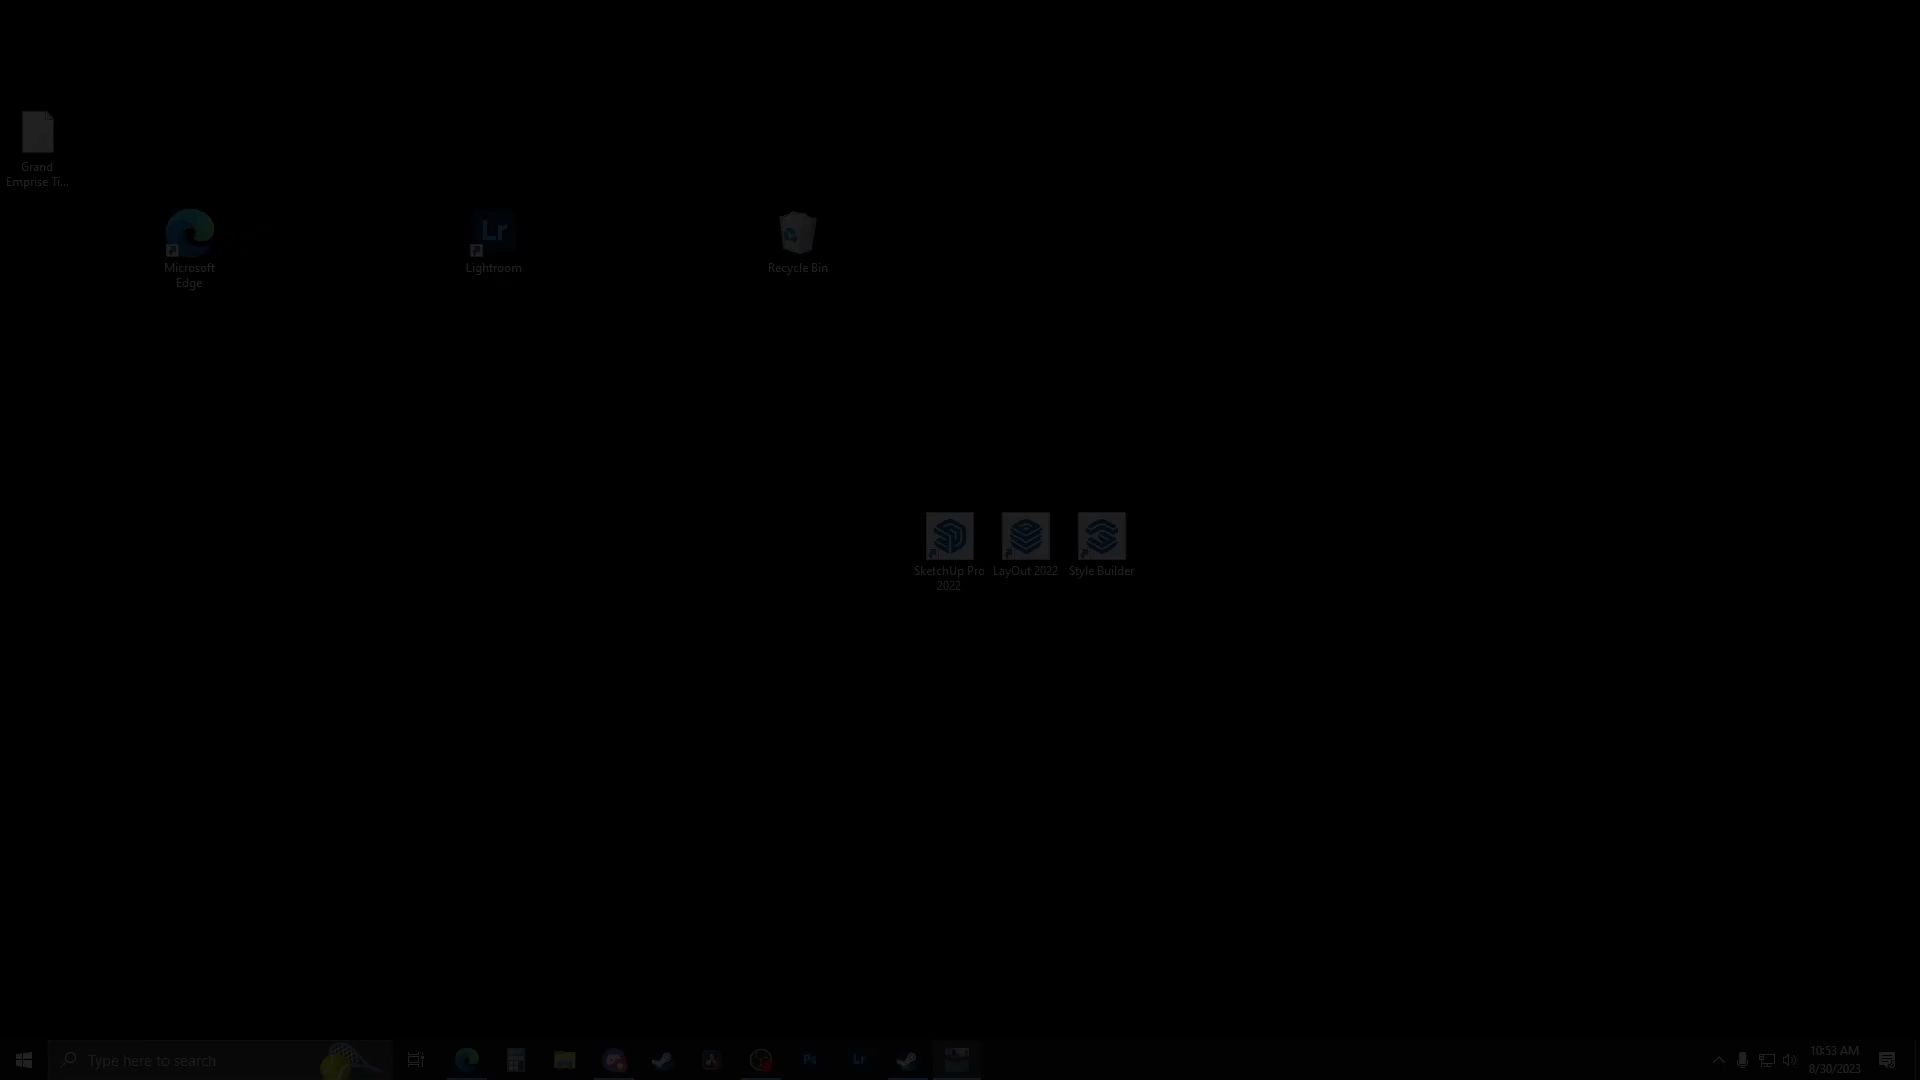 Grand
Emprise Ti...
Microsoft
Edge
Lr
Lightroom
Recycle Bin
SketchUp Pro
2022
LayOut 2022
Style Builder
Type here to search
Ps
Lr
10:53 AM
8/30/2023